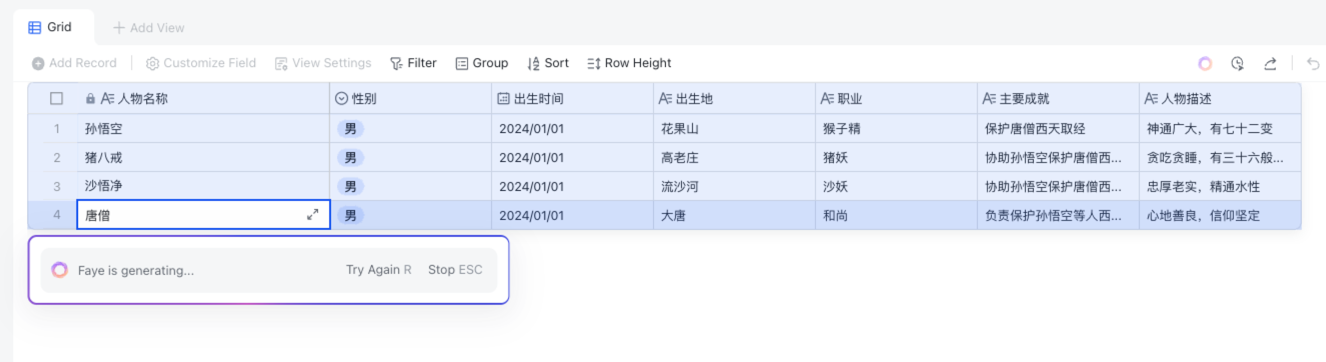 Grid + Add View
Add Record Customize Field View Settings Filter Group Sort Row Height
人物名称 性别 出生时间 出生地 职业 主要成就 人物描述
1 孙悟空 男 2024/01/01 花果山 猴子精 保护唐僧西天取经 神通广大，有七十二变
2 猪八戒 男 2024/01/01 高老庄 猪妖 协助孙悟空保护唐僧西... 贪吃贪睡，有三十六般...
3 沙悟净 男 2024/01/01 流沙河 沙妖 协助孙悟空保护唐僧西... 忠厚老实，精通水性
4 唐僧 男 2024/01/01 大唐 和尚 负责保护孙悟空等人西... 心地善良，信仰坚定
Faye is generating... Try Again R Stop ESC